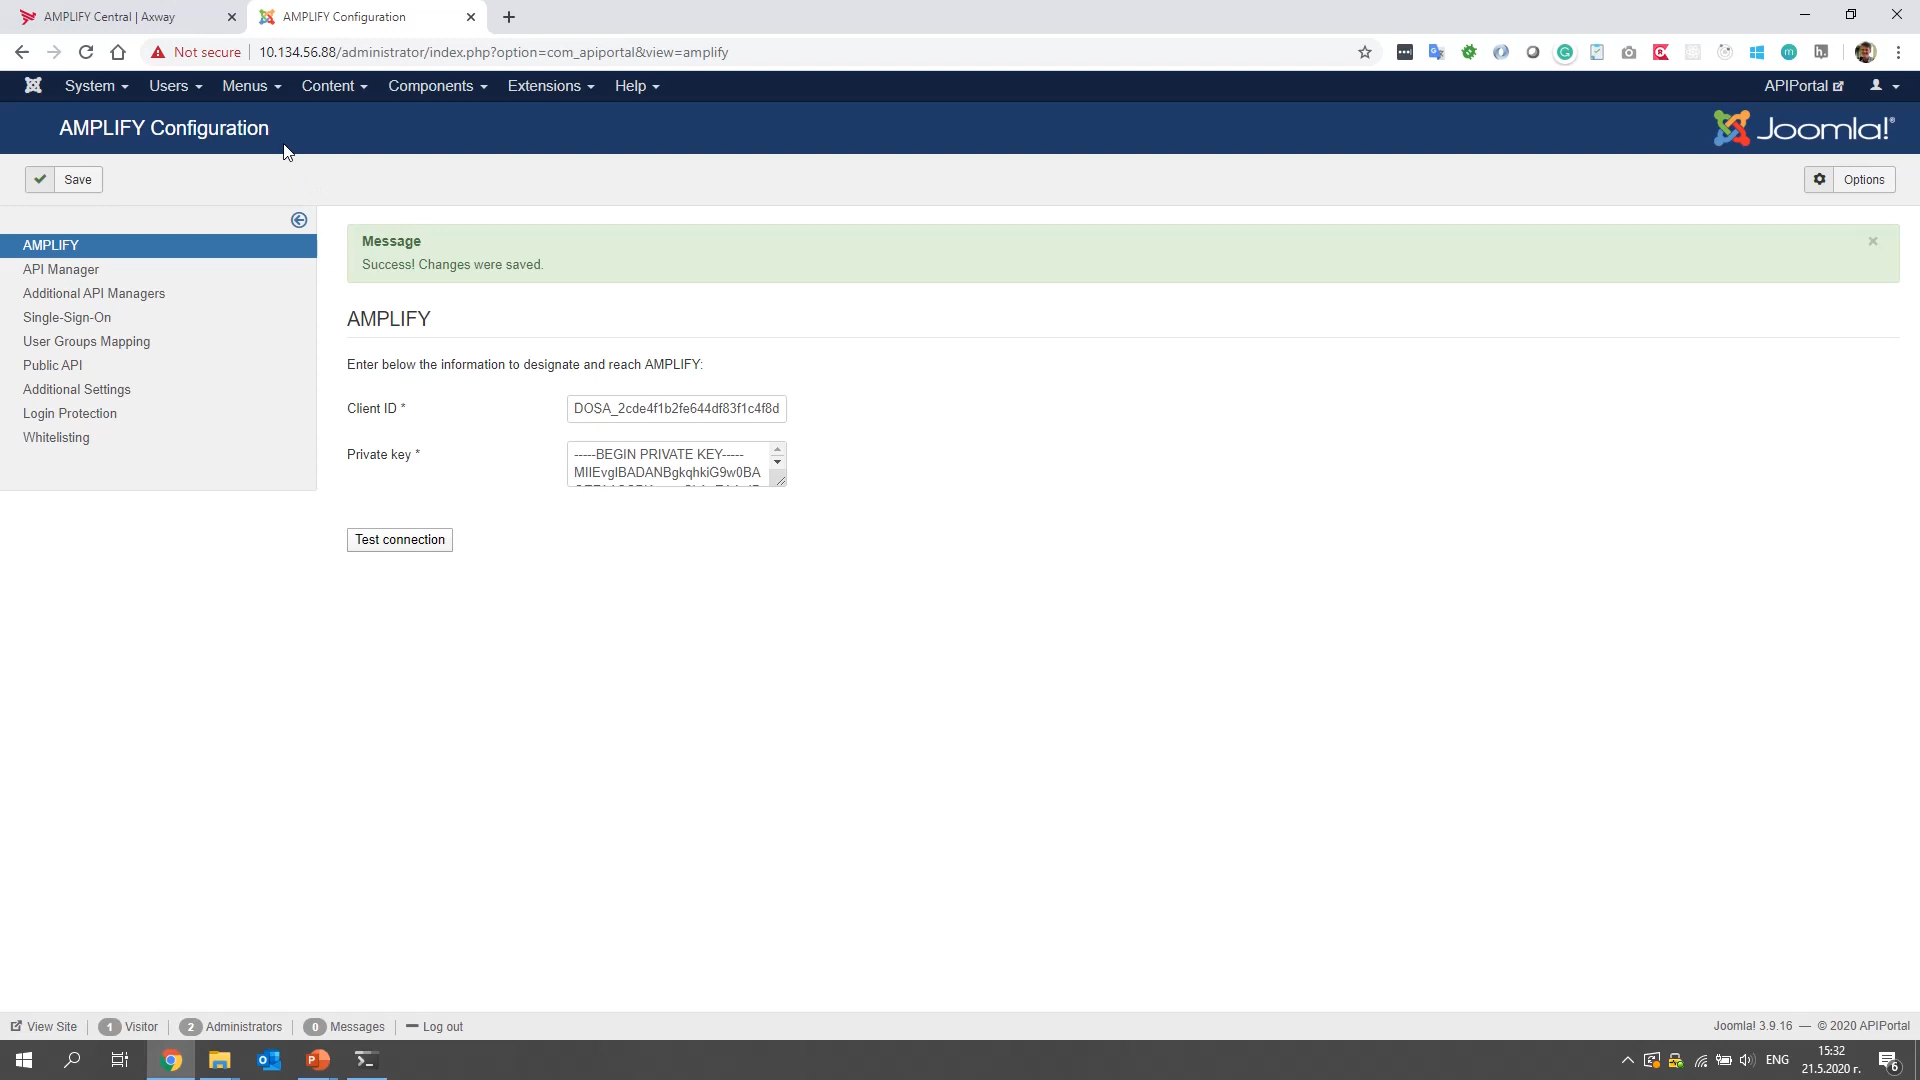 AMPLIFY Central | Axway
AMPLIFY Configuration
Not secure
10.134.56.88/administrator/index.php?option=com_apiportal&view=amplify
System
Users
Menus
Content
Components
Extensions
Help
APIPortal
AMPLIFY Configuration
Joomla!®
Save
Options
AMPLIFY
API Manager
Additional API Managers
Single-Sign-On
User Groups Mapping
Public API
Additional Settings
Login Protection
Whitelisting
Message
×
Success! Changes were saved.
AMPLIFY
Enter below the information to designate and reach AMPLIFY:
Client ID *
DOSA_2cde4f1b2fe644df83f1c4f8d
Private key *
-----BEGIN PRIVATE KEY-----
MIIEvgIBADANBgkqhkiG9w0BA
Test connection
View Site
1 Visitor
2 Administrators
0 Messages
Log out
Joomla! 3.9.16 — © 2020 APIPortal
ENG
15:32
21.5.2020 г.
6